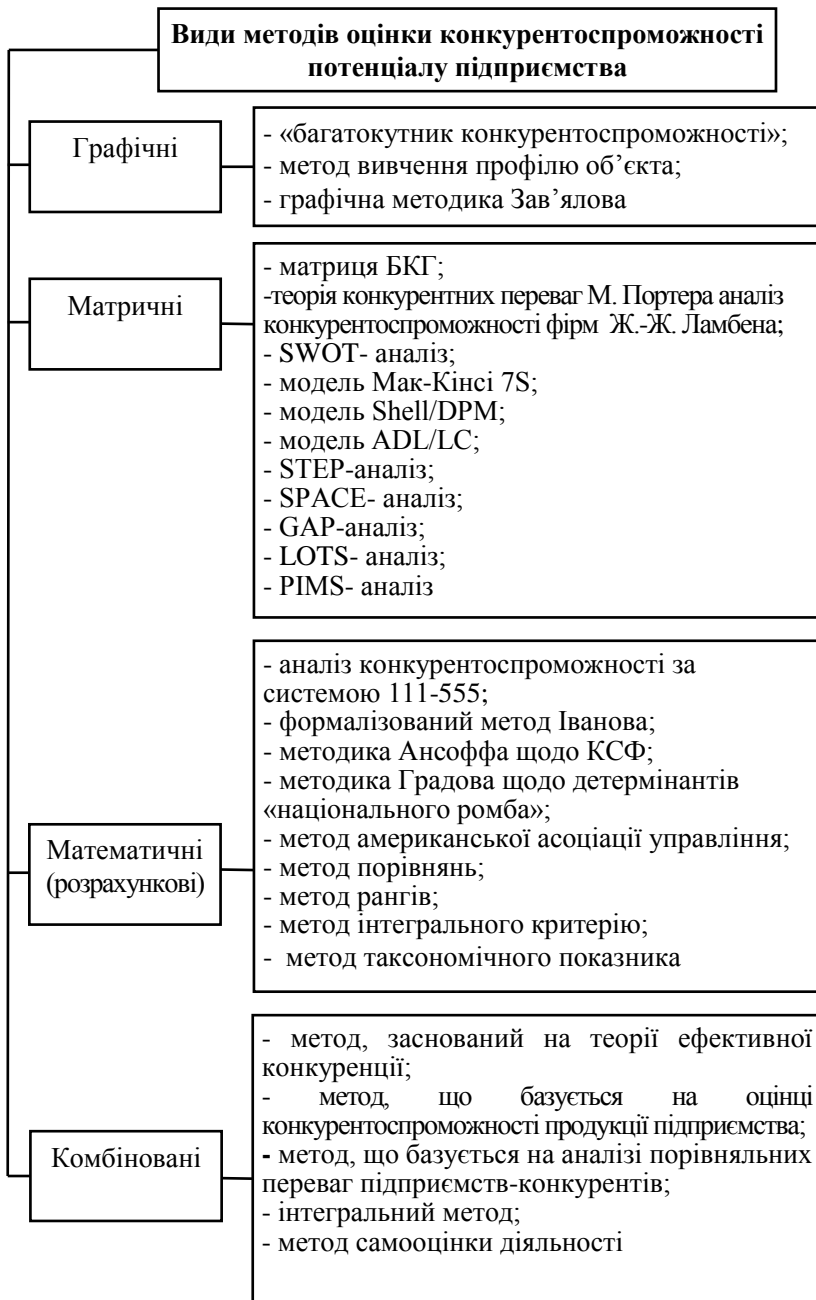 Види методів оцінки конкурентоспроможності
потенціалу підприємства
Графічні
- «багатокутник конкурентоспроможності»;
- метод вивчення профілю об’єкта;
- графічна методика Зав’ялова
Матричні
- матриця БКГ;
-теорія конкурентних переваг М. Портера аналіз
конкурентоспроможності фірм Ж.-Ж. Ламбена;
- SWOT- аналіз;
- модель Мак-Кінсі 7S;
- модель Shell/DPM;
- модель ADL/LC;
- STEP-аналіз;
- SPACE- аналіз;
- GAP-аналіз;
- LOTS- аналіз;
- PIMS- аналіз
Математичні
(розрахункові)
- аналіз конкурентоспроможності за
системою 111-555;
- формалізований метод Іванова;
- методика Ансоффа щодо КСФ;
- методика Градова щодо детермінантів
«національного ромба»;
- метод американської асоціації управління;
- метод порівнянь;
- метод рангів;
- метод інтегрального критерію;
- метод таксономічного показника
Комбіновані
- метод, заснований на теорії ефективної
конкуренції;
- метод, що базується на оцінці
конкурентоспроможності продукції підприємства;
- метод, що базується на аналізі порівняльних
переваг підприємств-конкурентів;
- інтегральний метод;
- метод самооцінки діяльності